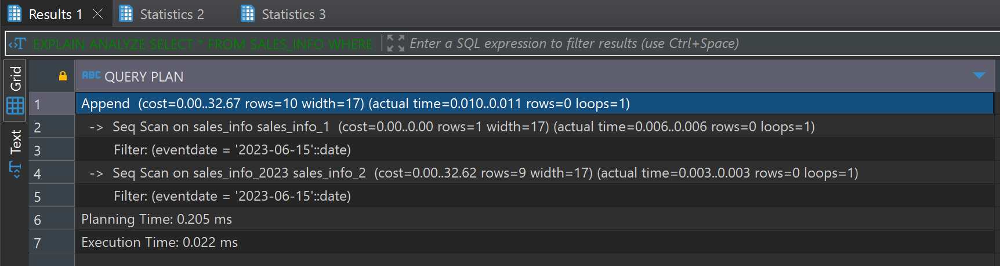 Results 1
Statistics 2
Statistics 3
EXPLAIN ANALYZE SELECT * FROM SALES_INFO WHERE
Enter a SQL expression to filter results (use Ctrl+Space)
Grid
Text
ABC QUERY PLAN
1 Append (cost=0.00..32.67 rows=10 width=17) (actual time=0.010..0.011 rows=0 loops=1)
2 -> Seq Scan on sales_info sales_info_1 (cost=0.00..0.00 rows=1 width=17) (actual time=0.006..0.006 rows=0 loops=1)
3 Filter: (eventdate = '2023-06-15'::date)
4 -> Seq Scan on sales_info_2023 sales_info_2 (cost=0.00..32.62 rows=9 width=17) (actual time=0.003..0.003 rows=0 loops=1)
5 Filter: (eventdate = '2023-06-15'::date)
6 Planning Time: 0.205 ms
7 Execution Time: 0.022 ms